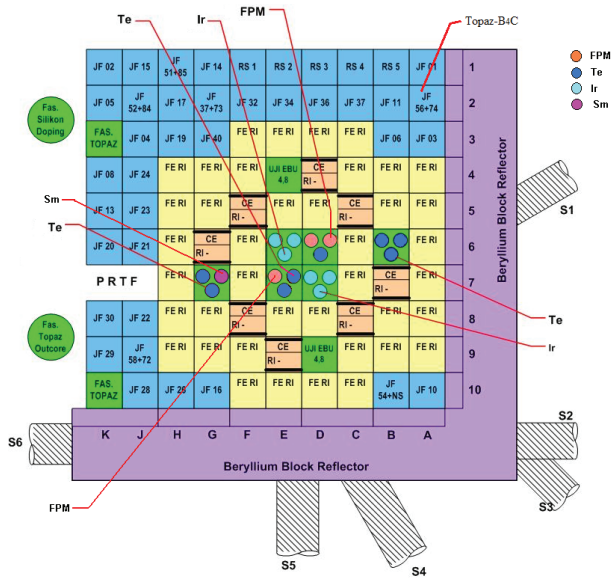 Te
Ir
FPM
Topaz-B4C
FPM
Te
Ir
Sm
JF 02
JF 15
JF
51+85
JF 14
RS 1
RS 2
RS 3
RS 4
RS 5
JF 01
1
JF 05
JF
52+84
JF 17
JF
37+73
JF 32
JF 34
JF 36
JF 37
JF 11
JF
56+74
2
Fas.
Silikon
Doping
FAS.
TOPAZ
JF 04
JF 19
JF 40
FE RI
FE RI
FE RI
FE RI
JF 06
JF 03
3
JF 08
JF 24
FE RI
FE RI
FE RI
UJI EBU
4,8
CE
RI -
FE RI
FE RI
FE RI
4
Sm
JF 13
JF 23
FE RI
FE RI
CE
RI -
FE RI
FE RI
CE
RI -
FE RI
FE RI
5
S1
Te
JF 20
JF 21
FE RI
CE
RI -
FE RI
FE RI
FE RI
6
P R T F
FE RI
FE RI
FE RI
CE
RI -
FE RI
7
Beryllium Block Reflector
Te
Ir
Fas.
Topaz
Outcore
JF 30
JF 22
FE RI
FE RI
CE
RI -
FE RI
FE RI
CE
RI -
FE RI
FE RI
8
JF 29
JF
58+72
FE RI
FE RI
FE RI
CE
RI -
UJI EBU
4,8
FE RI
FE RI
FE RI
9
FAS.
TOPAZ
JF 28
JF 26
JF 16
FE RI
FE RI
FE RI
FE RI
JF
54+NS
JF 10
10
K
J
H
G
F
E
D
C
B
A
S6
Beryllium Block Reflector
S2
S3
FPM
S5
S4